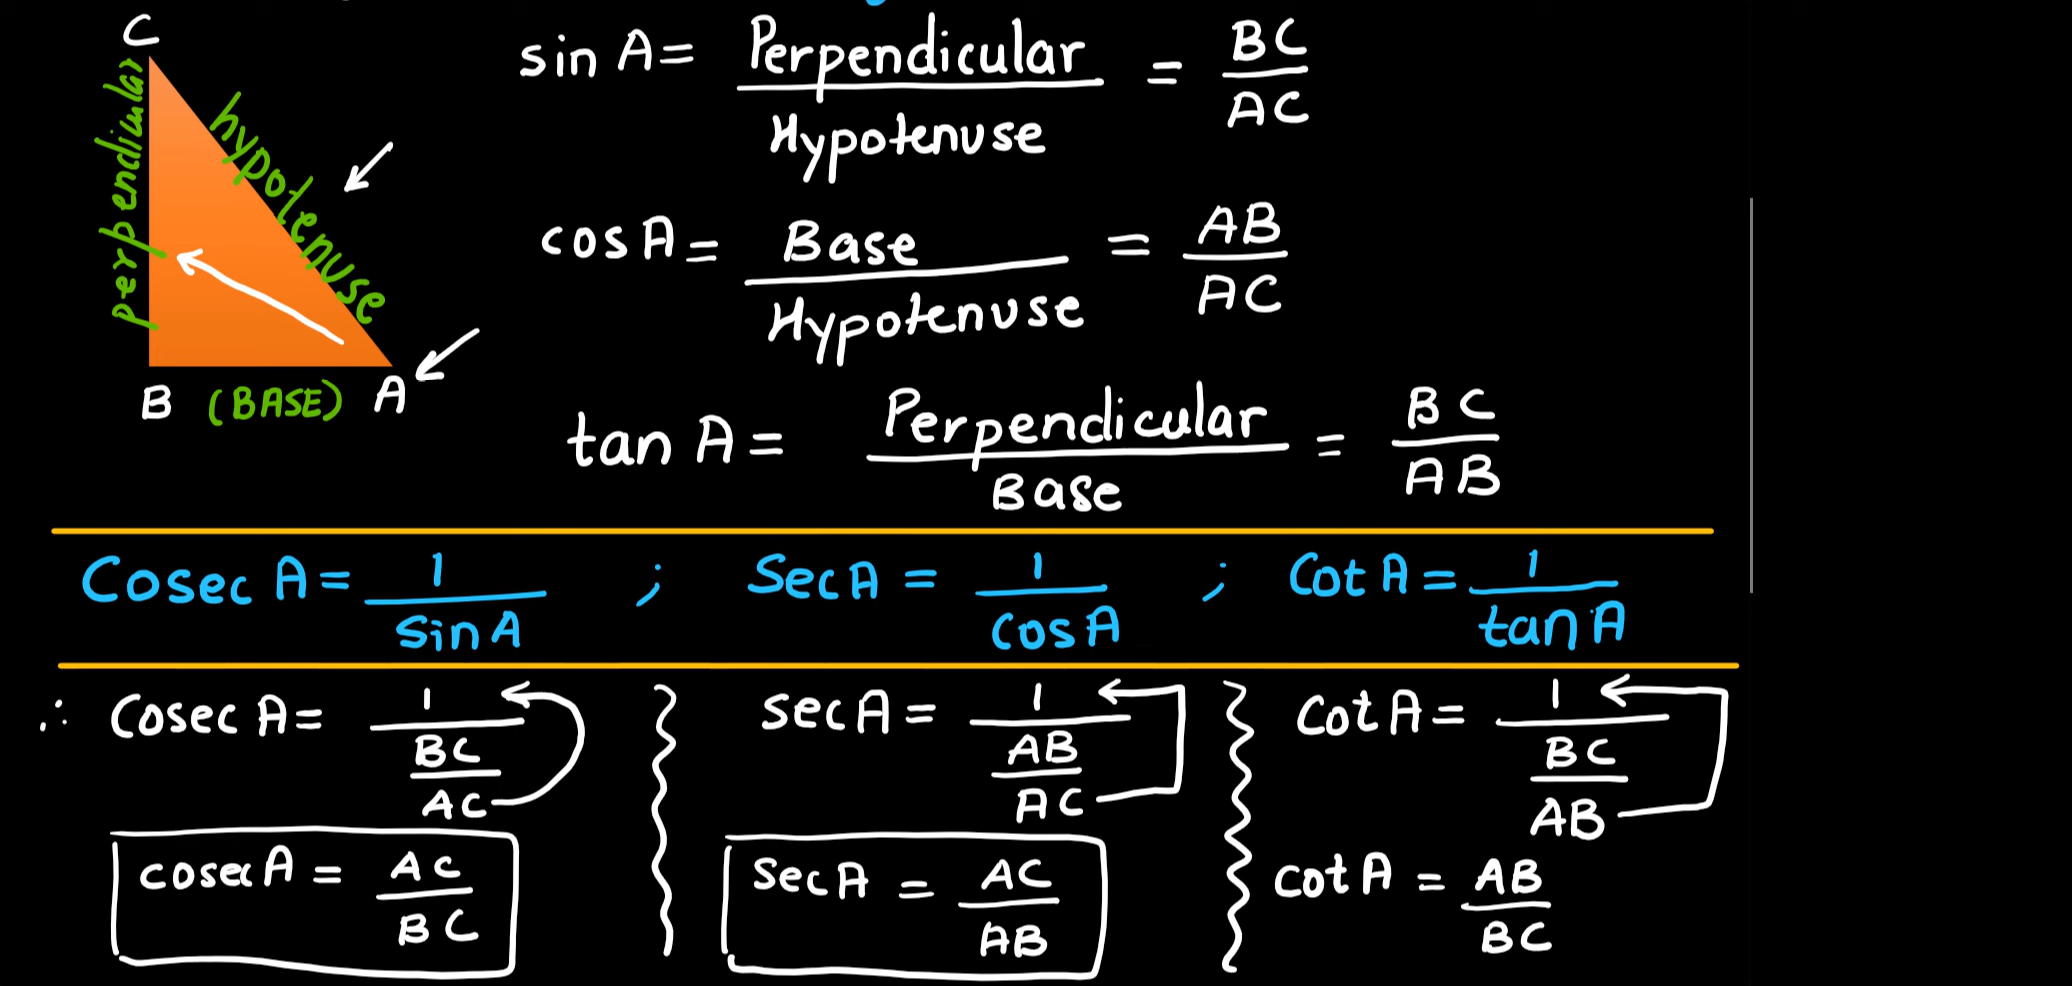 C
perpendicular
hypotenuse
B (BASE) A
sin A = Perpendicular / Hypotenuse = BC / AC
cos A = Base / Hypotenuse = AB / AC
tan A = Perpendicular / Base = BC / AB
Cosec A = 1 / sin A ; Sec A = 1 / cos A ; Cot A = 1 / tan A
∴ Cosec A = 1 / BC / AC
sec A = 1 / AB / AC
Cot A = 1 / BC / AB
cosec A = AC / BC
Sec A = AC / AB
cot A = AB / BC